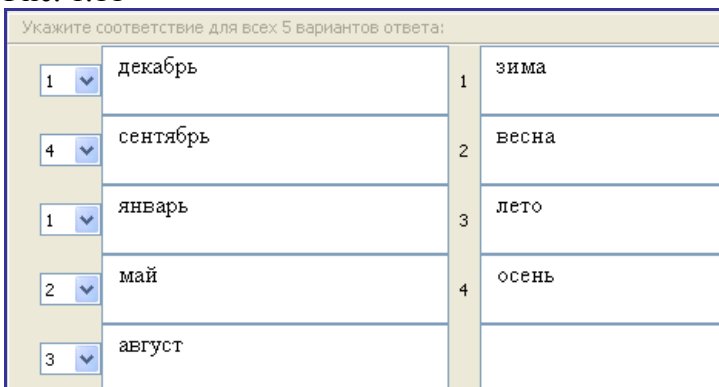 Укажите соответствие для всех 5 вариантов ответа:
1 декабрь 1 зима
4 сентябрь 2 весна
1 январь 3 лето
2 май 4 осень
3 август